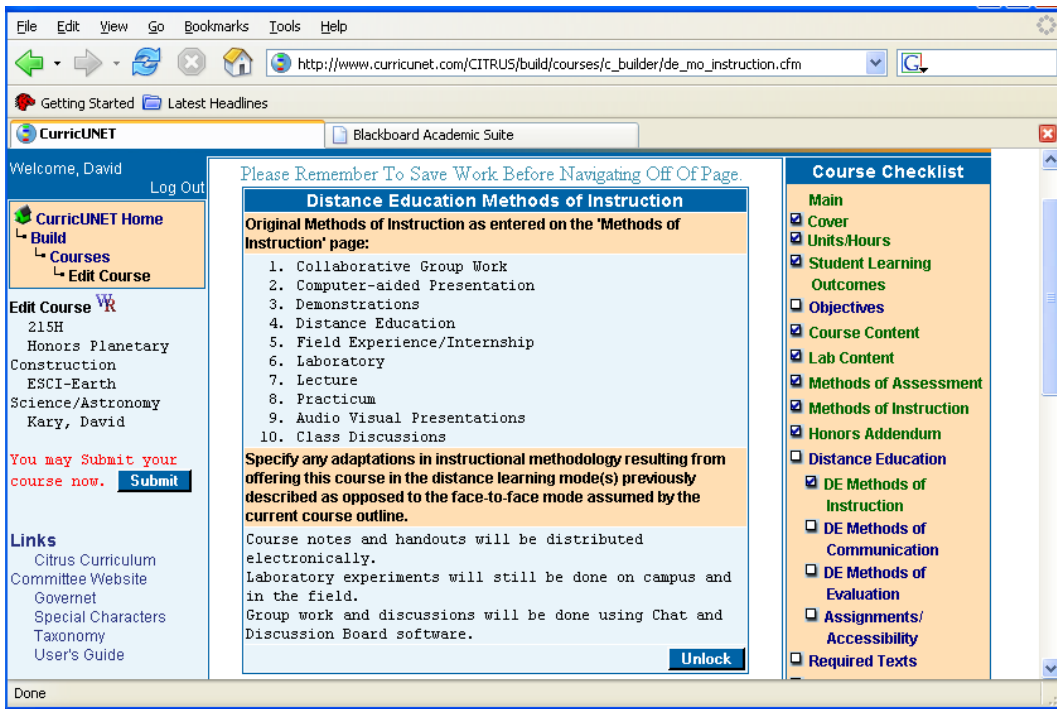 File Edit View Go Bookmarks Tools Help
http://www.curricunet.com/CITRUS/build/courses/c_builder/de_mo_instruction.cfm
G
Getting Started Latest Headlines
CurricUNET Blackboard Academic Suite
Welcome, David
Log Out
CurricUNET Home
Build
Courses
Edit Course
Edit Course WR
215H
Honors Planetary
Construction
ESCI-Earth
Science/Astronomy
Kary, David
You may Submit your
course now. Submit
Links
Citrus Curriculum
Committee Website
Governet
Special Characters
Taxonomy
User's Guide
Please Remember To Save Work Before Navigating Off Of Page.
Distance Education Methods of Instruction
Original Methods of Instruction as entered on the 'Methods of
Instruction' page:
1. Collaborative Group Work
2. Computer-aided Presentation
3. Demonstrations
4. Distance Education
5. Field Experience/Internship
6. Laboratory
7. Lecture
8. Practicum
9. Audio Visual Presentations
10. Class Discussions
Specify any adaptations in instructional methodology resulting from
offering this course in the distance learning mode(s) previously
described as opposed to the face-to-face mode assumed by the
current course outline.
Course notes and handouts will be distributed
electronically.
Laboratory experiments will still be done on campus and
in the field.
Group work and discussions will be done using Chat and
Discussion Board software.
Unlock
Course Checklist
Main
Cover
Units/Hours
Student Learning
Outcomes
Objectives
Course Content
Lab Content
Methods of Assessment
Methods of Instruction
Honors Addendum
Distance Education
DE Methods of
Instruction
DE Methods of
Communication
DE Methods of
Evaluation
Assignments/
Accessibility
Required Texts
Done